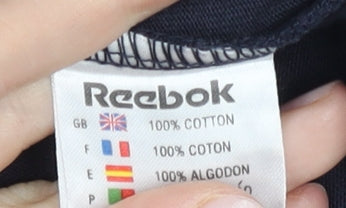 Reebok
GB 100% COTTON
F 100% COTON
E 100% ALGODON
P